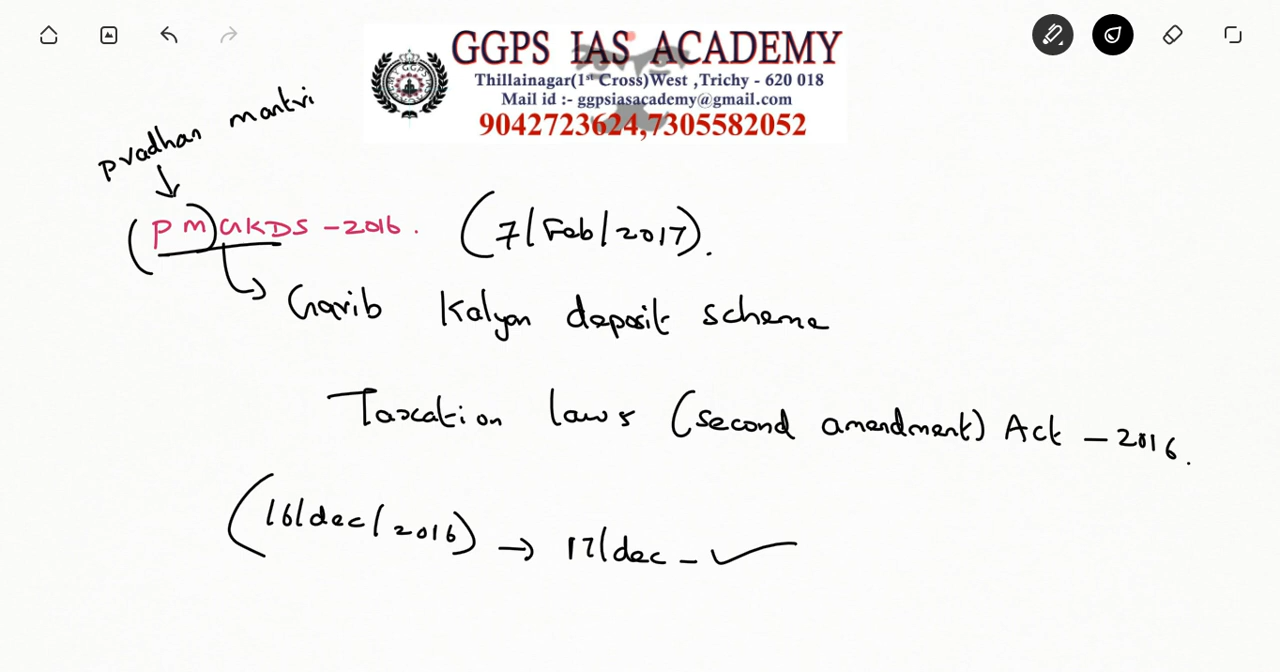 GGPS IAS ACADEMY
Thillainagar(1st Cross)West ,Trichy - 620 018
Mail id :- ggpsiasacademy@gmail.com
9042723624,7305582052
pradhan mantri
(PM)GKDS -2016. (7/Feb/2017).
Garib Kalyan deposit scheme
Taxation laws (second amendment) Act -2016.
(16/dec/2016) → 17/dec - ✓